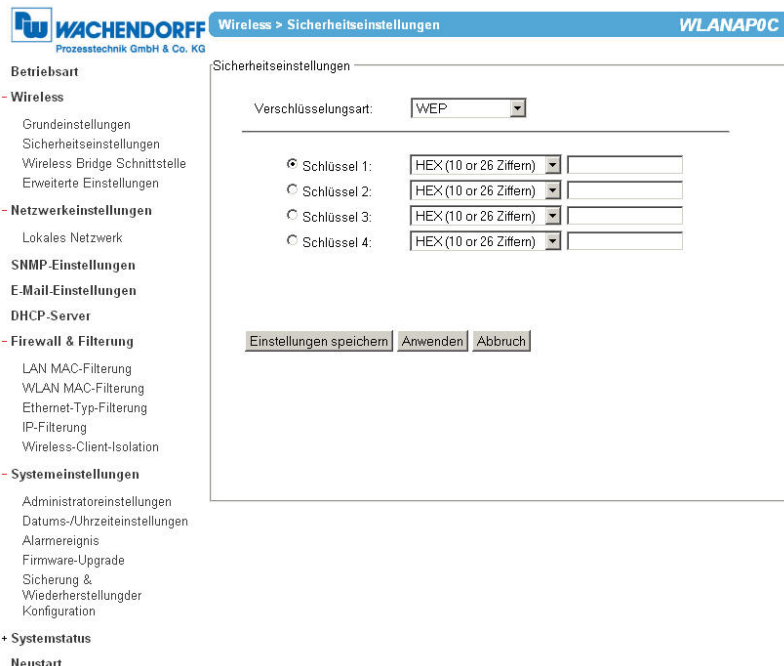 WACHENDORFF
Prozesstechnik GmbH & Co. KG
Wireless > Sicherheitseinstellungen
WLANAP0C
Betriebsart
- Wireless
Grundeinstellungen
Sicherheitseinstellungen
Wireless Bridge Schnittstelle
Erweiterte Einstellungen
- Netzwerkeinstellungen
Lokales Netzwerk
SNMP-Einstellungen
E-Mail-Einstellungen
DHCP-Server
- Firewall & Filterung
LAN MAC-Filterung
WLAN MAC-Filterung
Ethernet-Typ-Filterung
IP-Filterung
Wireless-Client-Isolation
- Systemeinstellungen
Administratoreinstellungen
Datums-/Uhrzeiteinstellungen
Alarmereignis
Firmware-Upgrade
Sicherung &
Wiederherstellungder
Konfiguration
+ Systemstatus
Neustart
Sicherheitseinstellungen
Verschlüsselungsart: WEP
Schlüssel 1: HEX (10 or 26 Ziffern)
Schlüssel 2: HEX (10 or 26 Ziffern)
Schlüssel 3: HEX (10 or 26 Ziffern)
Schlüssel 4: HEX (10 or 26 Ziffern)
Einstellungen speichern Anwenden Abbruch